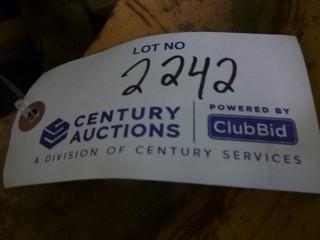 LOT NO
2242
CENTURY AUCTIONS
POWERED BY
ClubBid
A DIVISION OF CENTURY SERVICES